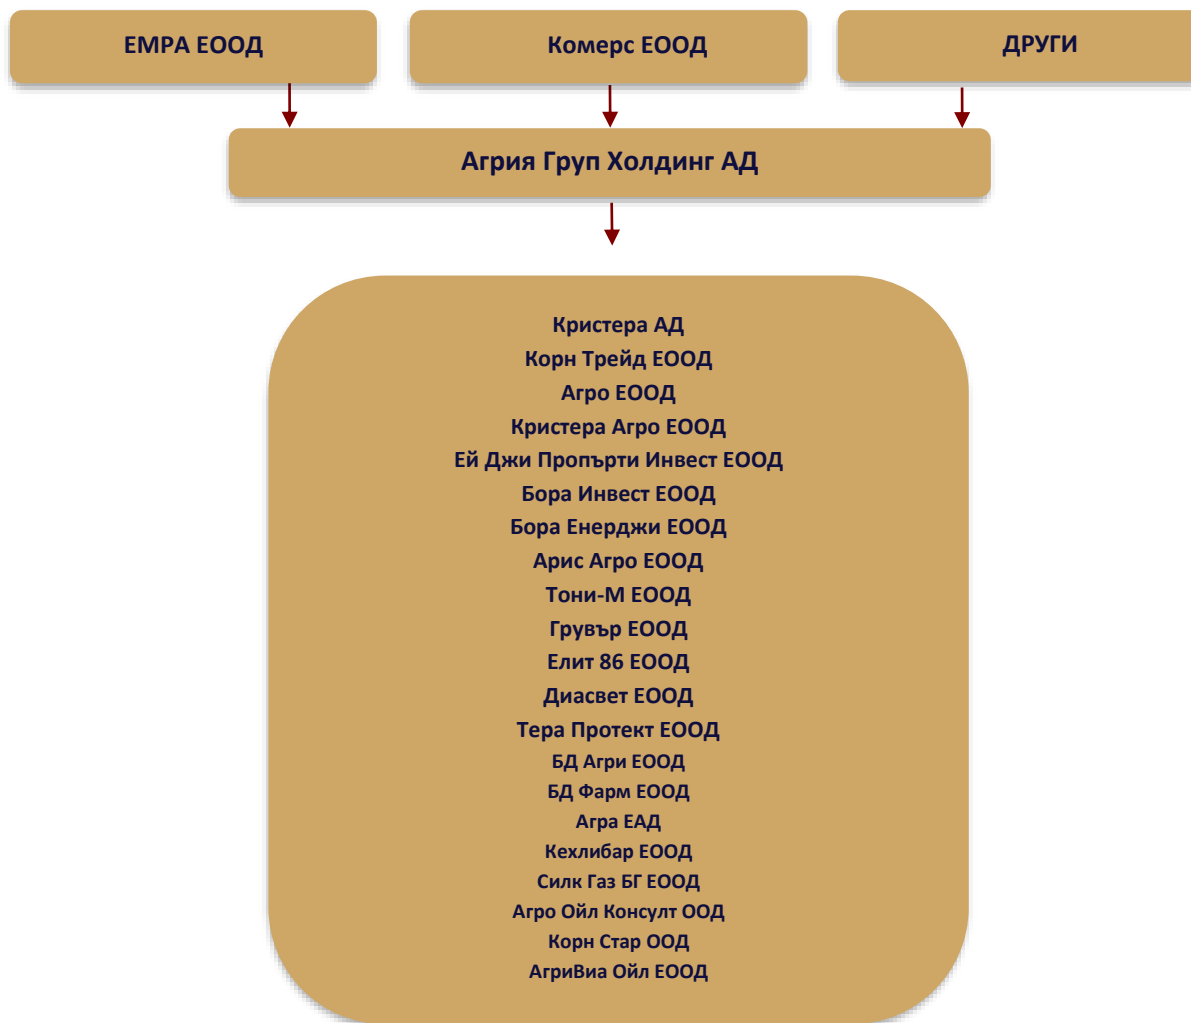 ЕМРА ЕООД
Комерс ЕООД
ДРУГИ
Агрия Груп Холдинг АД
Кристера АД
Корн Трейд ЕООД
Агро ЕООД
Кристера Агро ЕООД
Ей Джи Пропърти Инвест ЕООД
Бора Инвест ЕООД
Бора Енерджи ЕООД
Арис Агро ЕООД
Тони-М ЕООД
Грувър ЕООД
Елит 86 ЕООД
Диасвет ЕООД
Тера Протект ЕООД
БД Агри ЕООД
БД Фарм ЕООД
Агра ЕАД
Кехлибар ЕООД
Силк Газ БГ ЕООД
Агро Ойл Консулт ООД
Корн Стар ООД
АгриВиа Ойл ЕООД